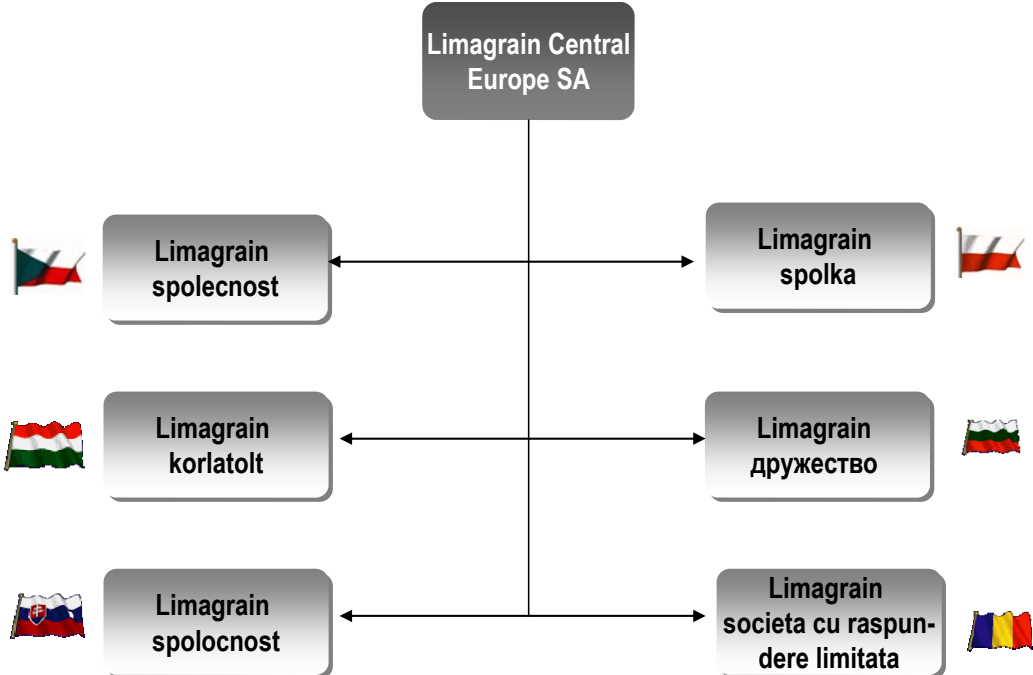 Limagrain Central
Europe SA
Limagrain
spolecnost
Limagrain
spolka
Limagrain
korlatolt
Limagrain
дружество
Limagrain
spolocnost
Limagrain
societa cu raspun-
dere limitata